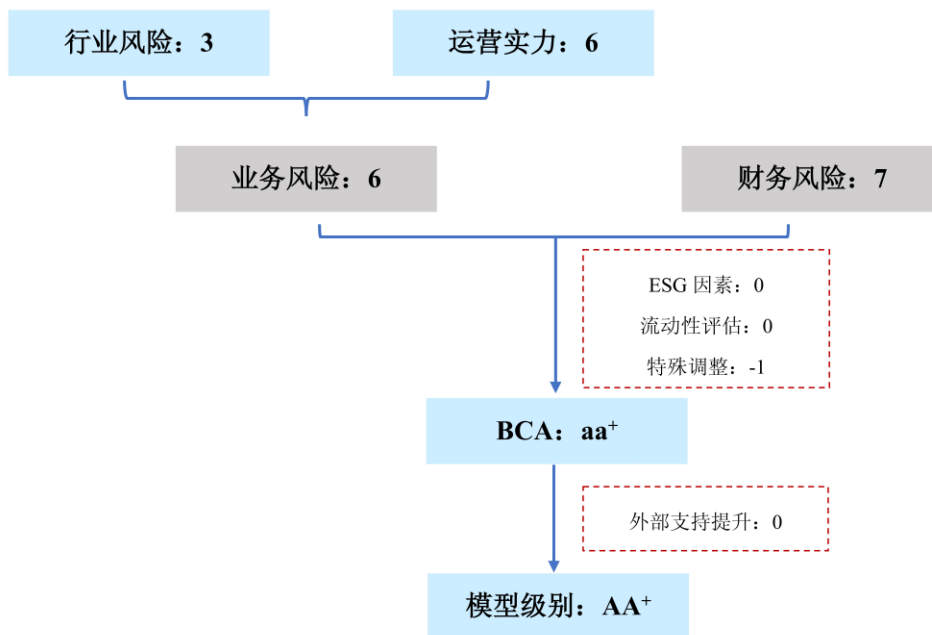 行业风险：3
运营实力：6
业务风险：6
财务风险：7
ESG 因素：0
流动性评估：0
特殊调整：-1
BCA：aa⁺
外部支持提升：0
模型级别：AA⁺